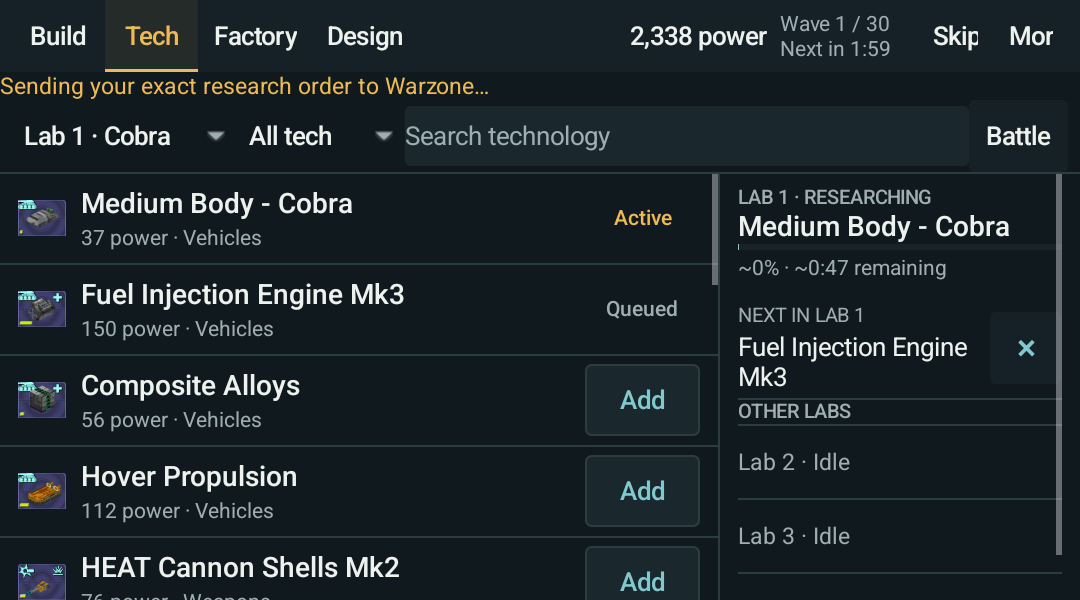 Build Tech Factory Design 2,338 power Wave 1 / 30 Skip Mor
Next in 1:59
Sending your exact research order to Warzone…
Lab 1 · Cobra All tech Search technology Battle
Medium Body - Cobra
37 power · Vehicles
Active
Fuel Injection Engine Mk3
150 power · Vehicles
Queued
Composite Alloys
56 power · Vehicles
Add
Hover Propulsion
112 power · Vehicles
Add
HEAT Cannon Shells Mk2
76 power · Weapons
Add
LAB 1 · RESEARCHING
Medium Body - Cobra
~0% · ~0:47 remaining
NEXT IN LAB 1
Fuel Injection Engine
Mk3
×
OTHER LABS
Lab 2 · Idle
Lab 3 · Idle